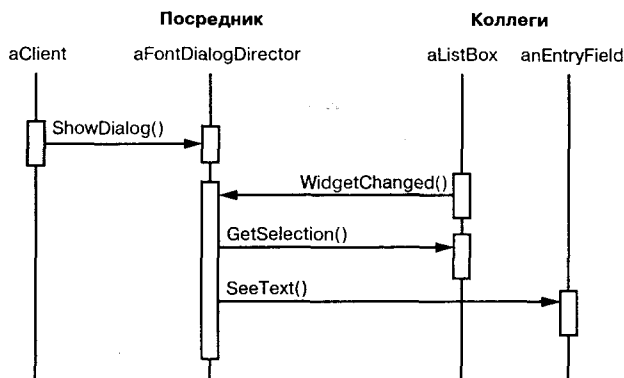 Посредник
Коллеги
aClient
aFontDialogDirector
aListBox
anEntryField
ShowDialog()
WidgetChanged()
GetSelection()
SeeText()